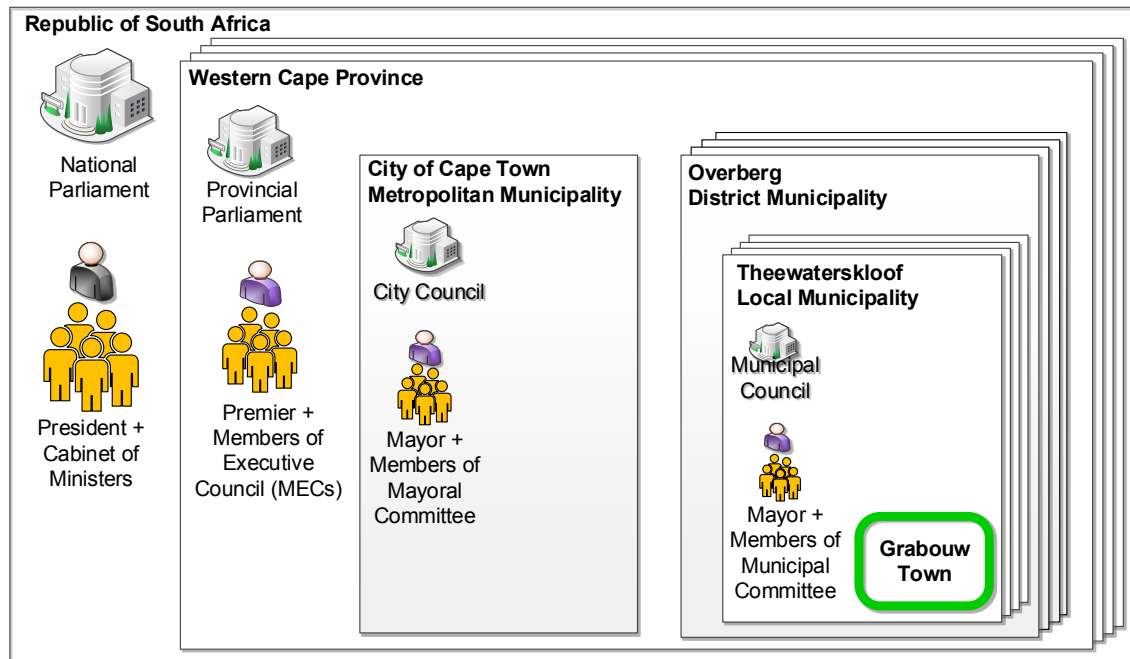 Republic of South Africa
National
Parliament
President +
Cabinet of
Ministers
Western Cape Province
Provincial
Parliament
Premier +
Members of
Executive
Council (MECs)
City of Cape Town
Metropolitan Municipality
City Council
Mayor +
Members of
Mayoral
Committee
Overberg
District Municipality
Theewaterskloof
Local Municipality
Municipal
Council
Mayor +
Members of
Municipal
Committee
Grabouw
Town